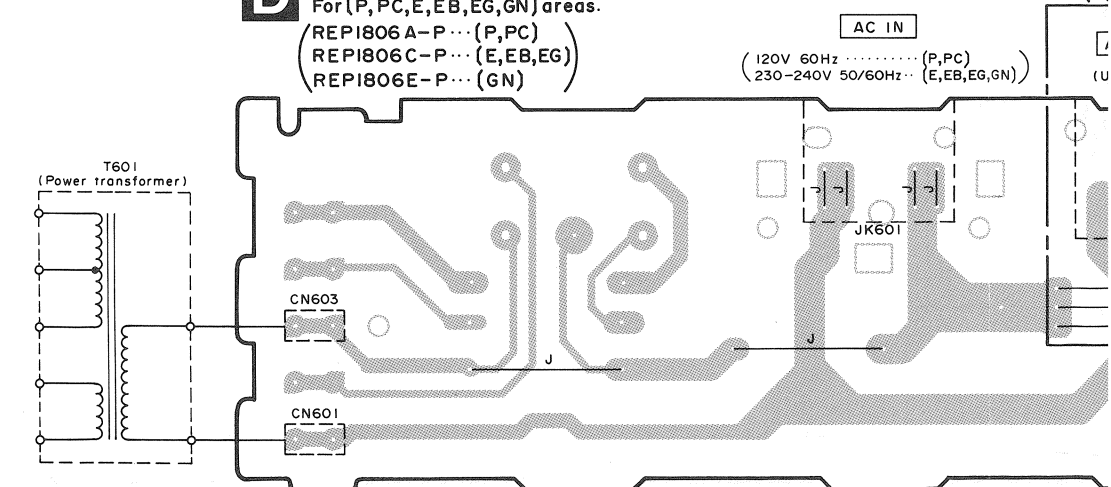 D
For (P,PC,E,EB,EG,GN) areas.
(REP1806A-P···(P,PC)
REP1806C-P···(E,EB,EG)
REP1806E-P···(GN))
AC IN
(120V 60Hz ·········· (P,PC)
230-240V 50/60Hz·· (E,EB,EG,GN))
(U
T601
(Power transformer)
J J J J
JK601
CN603
J
J
CN601